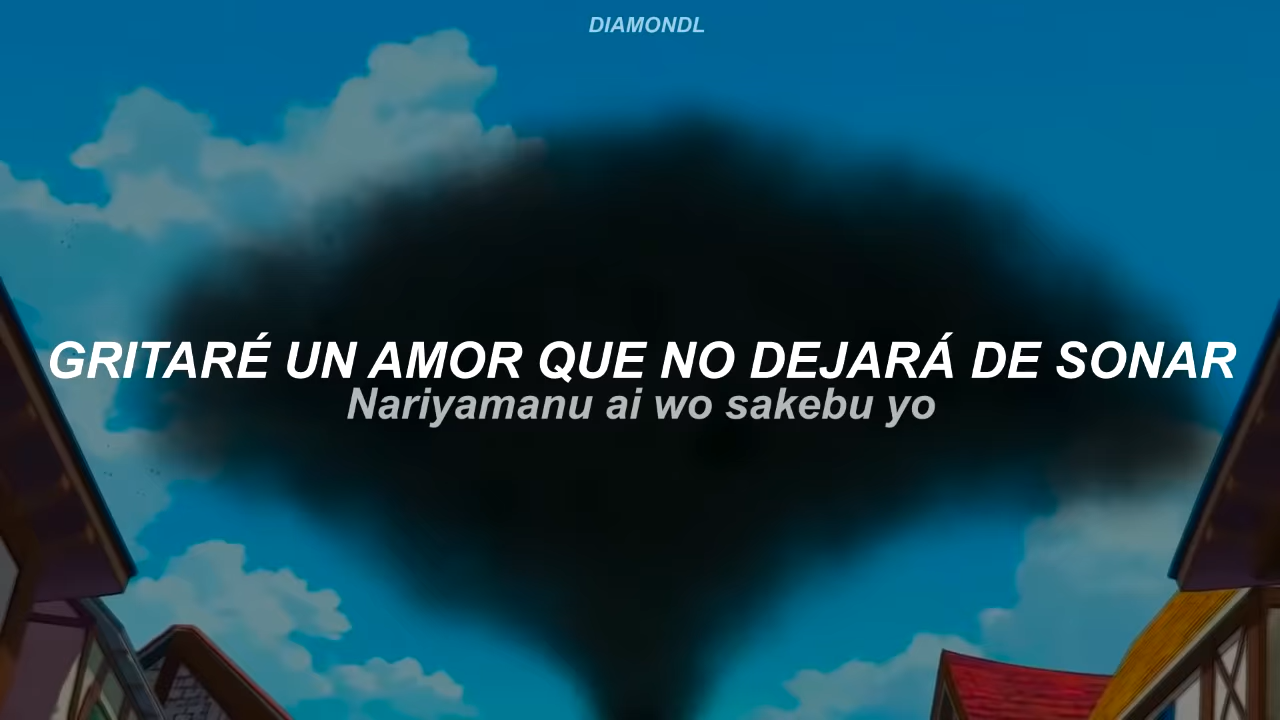 DIAMONDL
GRITARÉ UN AMOR QUE NO DEJARÁ DE SONAR
Nariyamanu ai wo sakebu yo